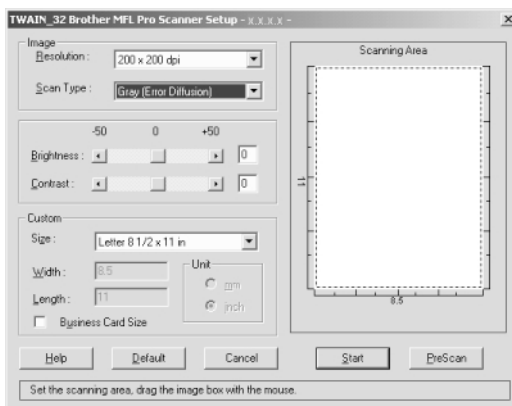 TWAIN_32 Brother MFL Pro Scanner Setup - x x x x -
Image
Resolution : 200 x 200 dpi
Scan Type : Gray (Error Diffusion)
-50 0 +50
Brightness : 0
Contrast : 0
Custom
Size : Letter 8 1/2 x 11 in
Width : 8.5
Length : 11
Business Card Size
Unit
mm
inch
Scanning Area
11
8.5
Help Default Cancel Start PreScan
Set the scanning area, drag the image box with the mouse.